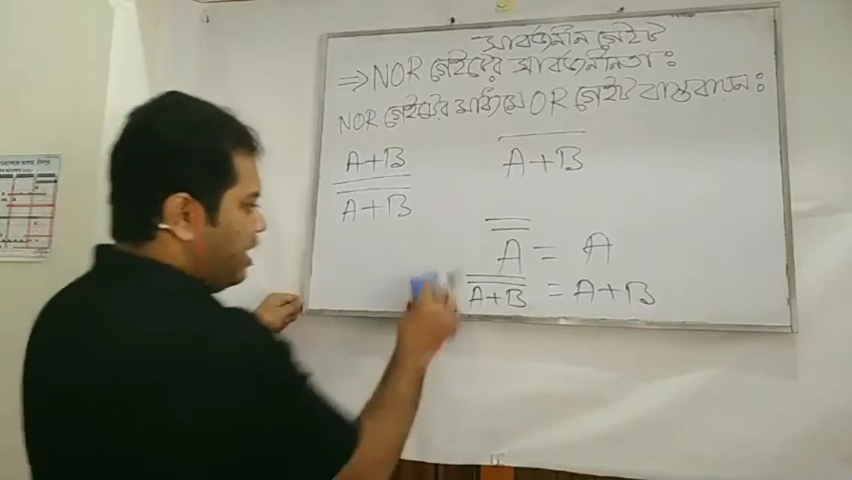 সার্বজনীন গেইট
⇒ NOR গেইটের সার্বজনীনতা :
NOR গেইটের মাধ্যমে OR গেইট বাস্তবায়ন :
A+B
A̅+̅B̅
A̿+̿B̿
A̿ = A
A̿+̿B̿ = A+B